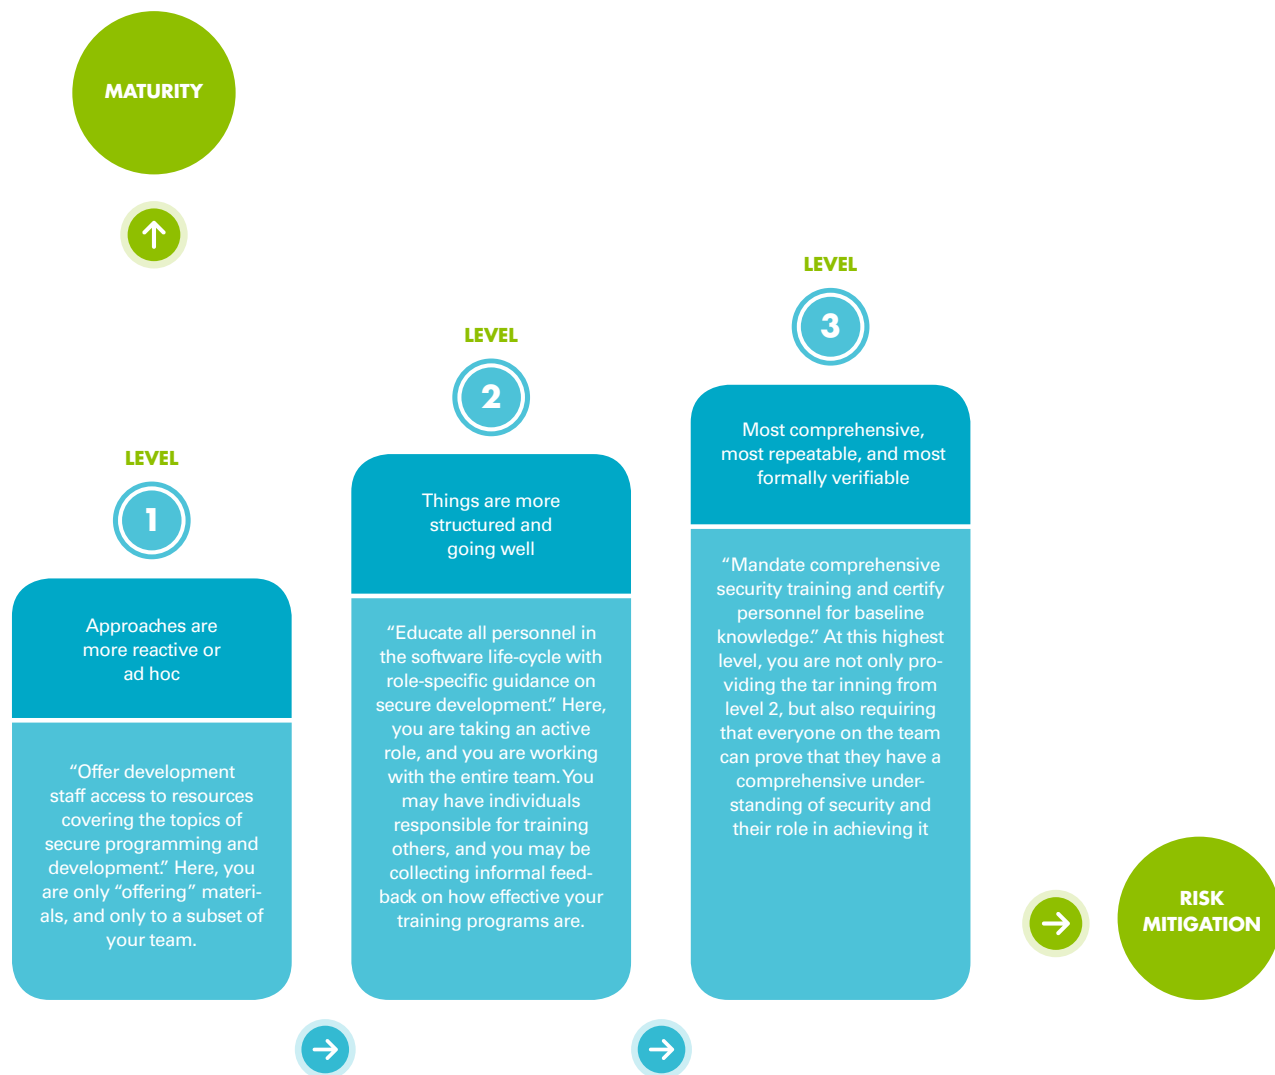 MATURITY
LEVEL
1
Approaches are
more reactive or
ad hoc
“Offer development
staff access to resources
covering the topics of
secure programming and
development.” Here, you
are only “offering” materi-
als, and only to a subset of
your team.
LEVEL
2
Things are more
structured and
going well
“Educate all personnel in
the software life-cycle with
role-specific guidance on
secure development.” Here,
you are taking an active
role, and you are working
with the entire team. You
may have individuals
responsible for training
others, and you may be
collecting informal feed-
back on how effective your
training programs are.
LEVEL
3
Most comprehensive,
most repeatable, and most
formally verifiable
“Mandate comprehensive
security training and certify
personnel for baseline
knowledge.” At this highest
level, you are not only pro-
viding the tar inning from
level 2, but also requiring
that everyone on the team
can prove that they have a
comprehensive under-
standing of security and
their role in achieving it
RISK
MITIGATION